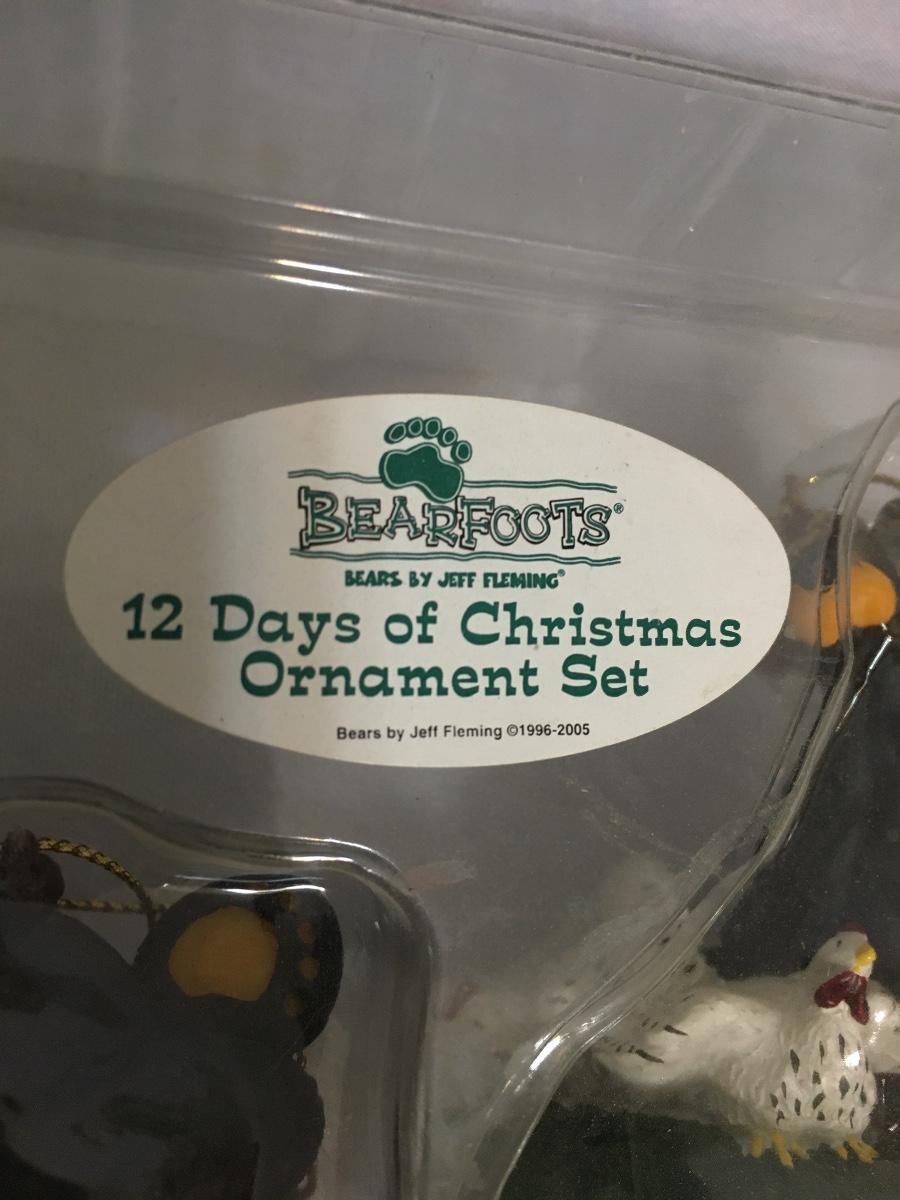 BEARFOOTS®
BEARS BY JEFF FLEMING®
12 Days of Christmas
Ornament Set
Bears by Jeff Fleming ©1996-2005